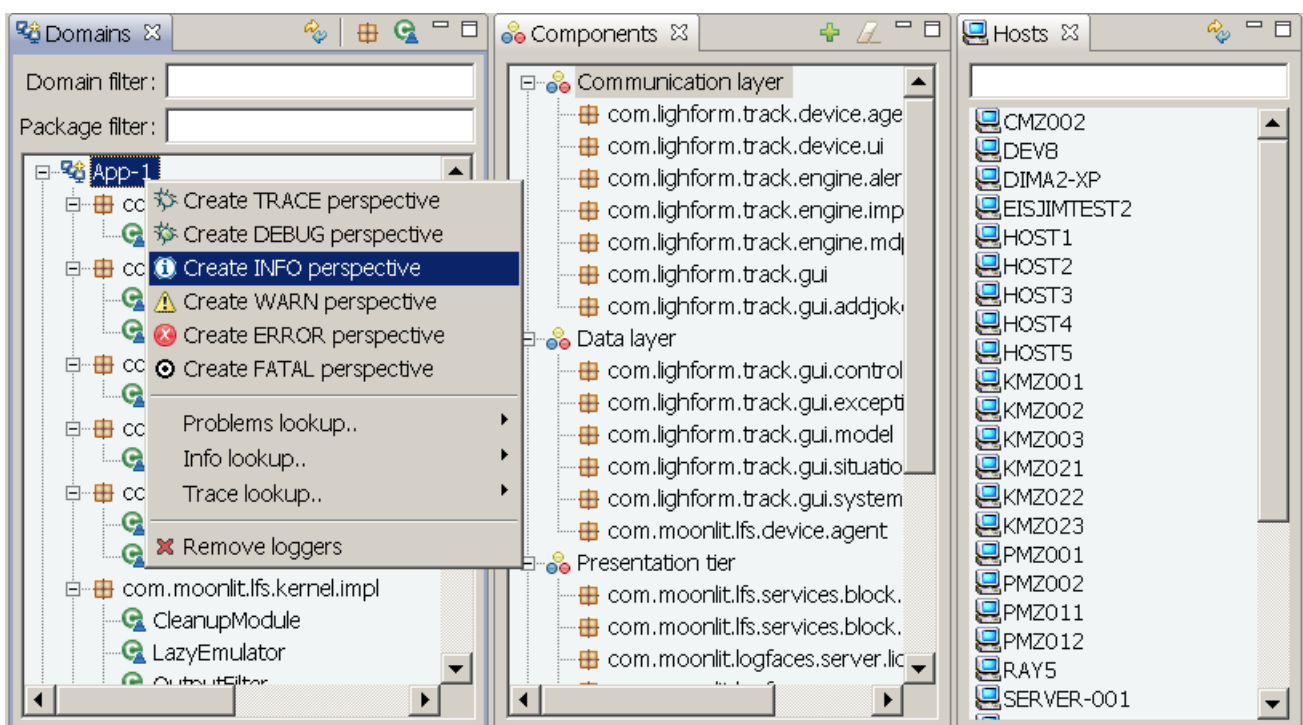 Domains
Domain filter:
Package filter:
App-1
Create TRACE perspective
Create DEBUG perspective
Create INFO perspective
Create WARN perspective
Create ERROR perspective
Create FATAL perspective
Problems lookup..
Info lookup..
Trace lookup..
Remove loggers
com.moonlit.lfs.kernel.impl
CleanupModule
LazyEmulator
OutputFilter
Components
Communication layer
com.lighform.track.device.age
com.lighform.track.device.ui
com.lighform.track.engine.aler
com.lighform.track.engine.imp
com.lighform.track.engine.md
com.lighform.track.gui
com.lighform.track.gui.addjok
Data layer
com.lighform.track.gui.control
com.lighform.track.gui.excepti
com.lighform.track.gui.model
com.lighform.track.gui.situatio
com.lighform.track.gui.system
com.moonlit.lfs.device.agent
Presentation tier
com.moonlit.lfs.services.block.
com.moonlit.lfs.services.block.
com.moonlit.logfaces.server.lic
Hosts
CMZ002
DEV8
DIMA2-XP
EISJIMTEST2
HOST1
HOST2
HOST3
HOST4
HOST5
KMZ001
KMZ002
KMZ003
KMZ021
KMZ022
KMZ023
PMZ001
PMZ002
PMZ011
PMZ012
RAY5
SERVER-001